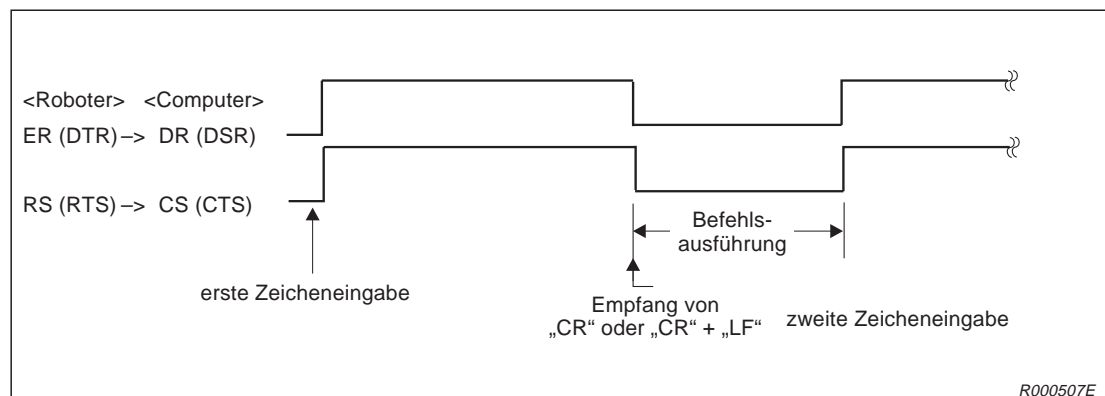 <Roboter> <Computer>
ER (DTR) –> DR (DSR)
RS (RTS) –> CS (CTS)
Befehls-
ausführung
erste Zeicheneingabe
Empfang von
„CR“ oder „CR“ + „LF“
zweite Zeicheneingabe
R000507E